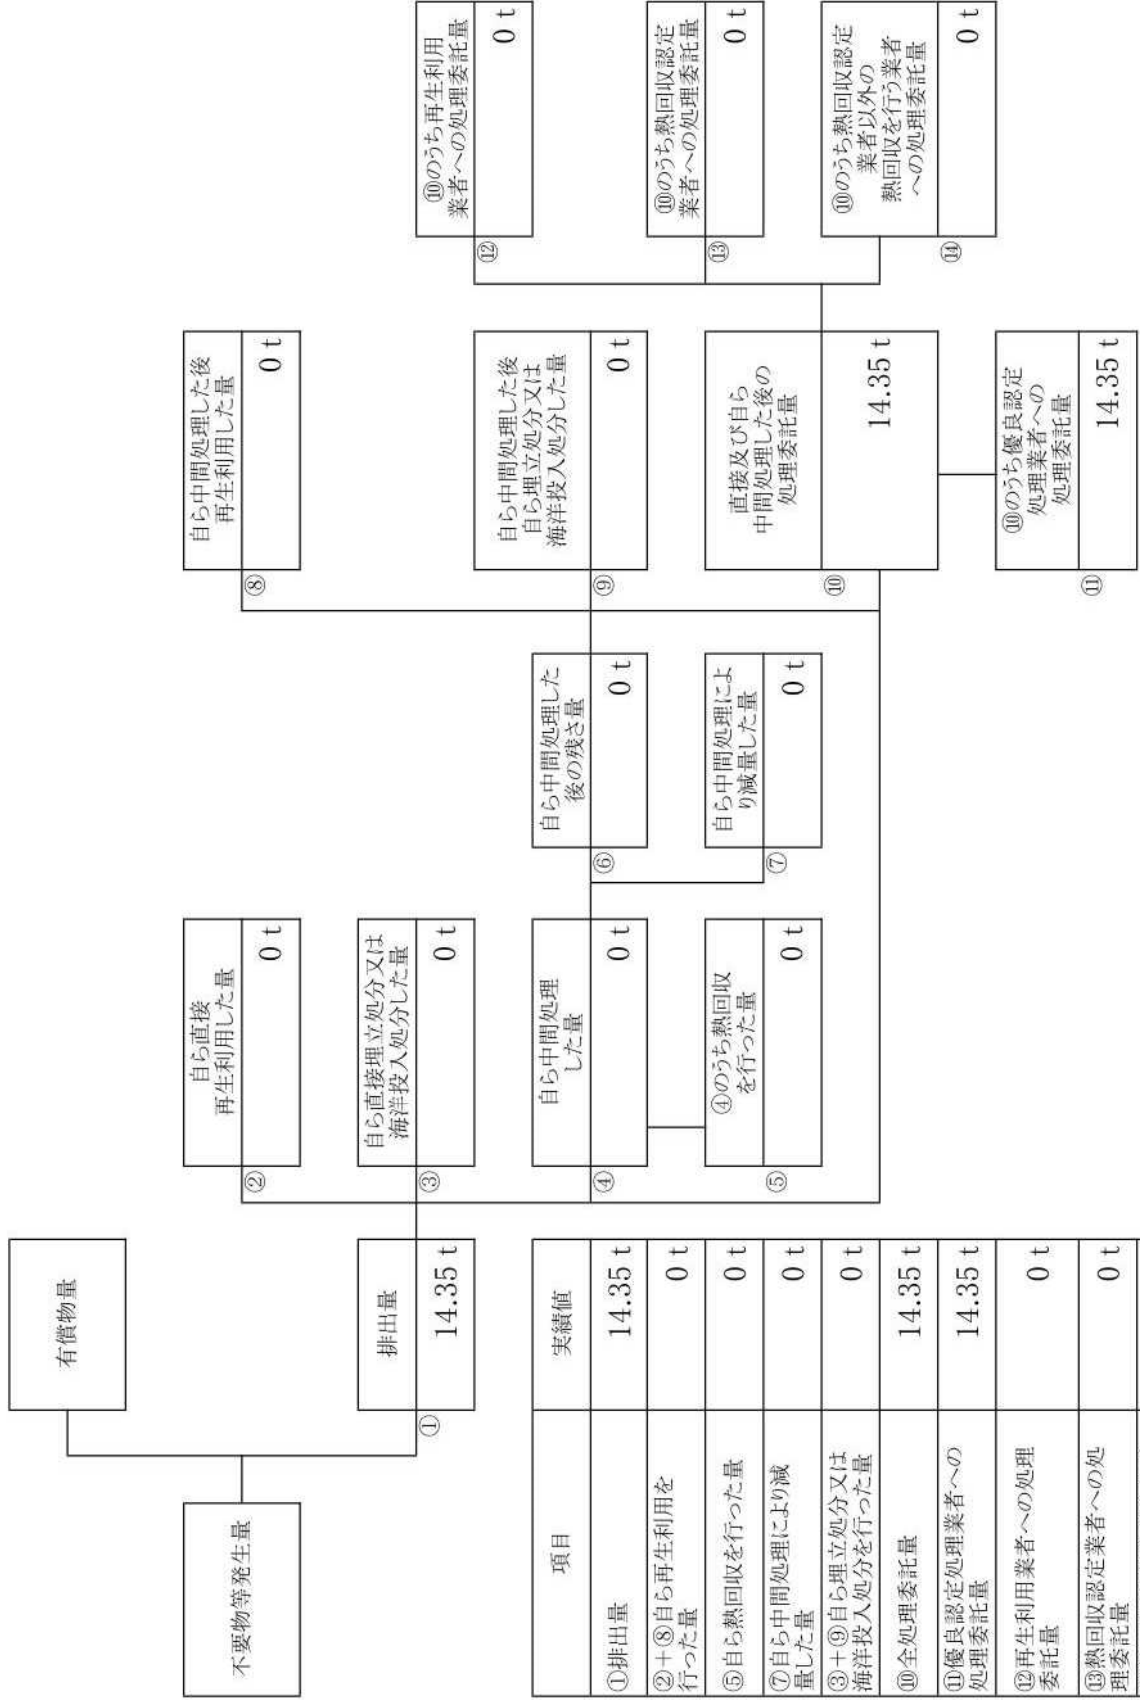 不要物等発生量
有償物量
①
排出量
14.35 t
②
自ら直接
再生利用した量
0 t
③
自ら直接埋立処分又は
海洋投入処分した量
0 t
④
自ら中間処理
した量
0 t
⑤
④のうち熱回収
を行った量
0 t
⑥
自ら中間処理した
後の残さ量
0 t
⑦
自ら中間処理によ
り減量した量
0 t
⑧
自ら中間処理した後
再生利用した量
0 t
⑨
自ら中間処理した後
自ら埋立処分又は
海洋投入処分した量
0 t
⑩
直接及び自ら
中間処理した後の
処理委託量
14.35 t
⑪
⑩のうち優良認定
処理業者への
処理委託量
14.35 t
⑫
⑩のうち再生利用
業者への処理委託量
0 t
⑬
⑩のうち熱回収認定
業者への処理委託量
0 t
⑭
⑩のうち熱回収認定
業者以外の
熱回収を行う業者
への処理委託量
0 t
項目
実績値
①排出量
14.35 t
②+⑧自ら再生利用を
行った量
0 t
⑤自ら熱回収を行った量
0 t
⑦自ら中間処理により減
量した量
0 t
③+⑨自ら埋立処分又は
海洋投入処分を行った量
0 t
⑩全処理委託量
14.35 t
⑪優良認定処理業者への
処理委託量
14.35 t
⑫再生利用業者への処理
委託量
0 t
⑬熱回収認定業者への処
理委託量
0 t